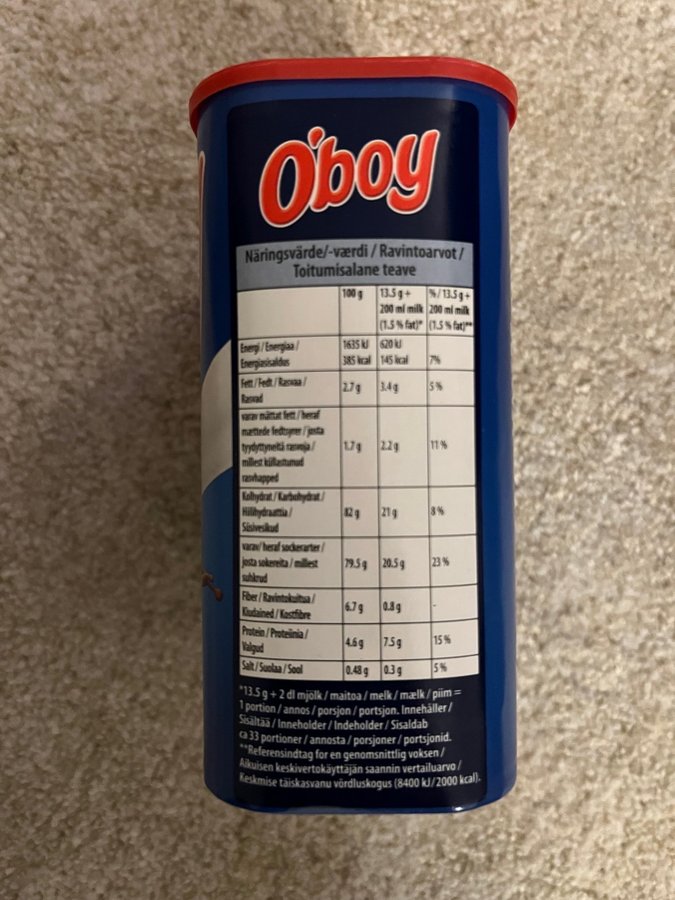 O'boy
Näringsvärde/-værdi / Ravintoarvot /
Toitumisalane teave
100 g
13.5 g +
200 ml milk
(1.5 % fat)*
%/ 13.5 g +
200 ml milk
(1.5 % fat)**
Energi / Energiaa /
Energiasisaldus
1635 kJ
385 kcal
620 kJ
145 kcal
7%
Fett / Fedt / Rasvaa /
Rasvad
2.7 g
3.4 g
5 %
varav mättat fett / heraf
mættede fedtsyrer / josta
tyydyttyneitä rasvoja /
millest küllastunud
rasvhapped
1.7 g
2.2 g
11 %
Kolhydrat / Karbohydrat /
Hiilihydraattia /
Süsivesikud
82 g
21 g
8 %
varav/ heraf sockerarter /
josta sokereita / millest
suhkrud
79.5 g
20.5 g
23 %
Fiber / Ravintokuitua /
Kiudained / Kostfibre
6.7 g
0.8 g
-
Protein / Proteiinia /
Valgud
4.6 g
7.5 g
15 %
Salt / Suolaa / Sool
0.48 g
0.3 g
5 %
*13.5 g + 2 dl mjölk / maitoa / melk / mælk / piim =
1 portion / annos / porsjon / portsjon. Innehåller /
Sisältää / Inneholder / Indeholder / Sisaldab
ca 33 portioner / annosta / porsjoner / portsjonid.
**Referensindtag for en genomsnittlig voksen /
Aikuisen keskivertokäyttäjän saannin vertailuarvo /
Keskmise täiskasvanu võrdluskogus (8400 kJ/2000 kcal).